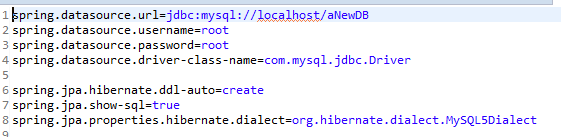 1 spring.datasource.url=jdbc:mysql://localhost/aNewDB
2 spring.datasource.username=root
3 spring.datasource.password=root
4 spring.datasource.driver-class-name=com.mysql.jdbc.Driver
5
6 spring.jpa.hibernate.ddl-auto=create
7 spring.jpa.show-sql=true
8 spring.jpa.properties.hibernate.dialect=org.hibernate.dialect.MySQL5Dialect